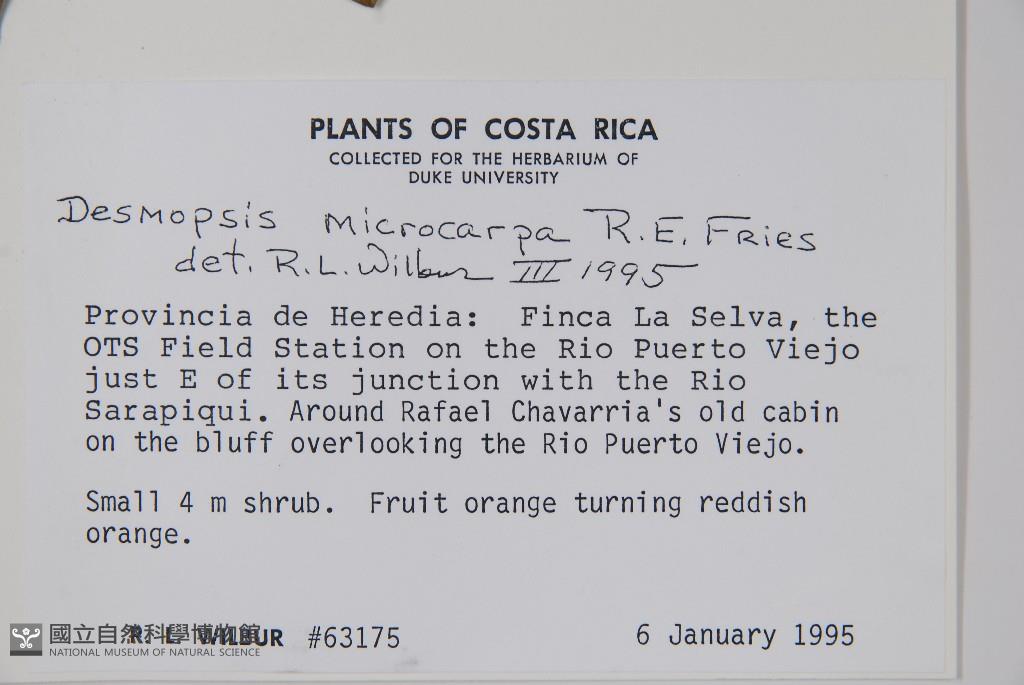 PLANTS OF COSTA RICA
COLLECTED FOR THE HERBARIUM OF
DUKE UNIVERSITY
Desmopsis microcarpa R.E. Fries
det. R.L. Wilbur III 1995
Provincia de Heredia: Finca La Selva, the
OTS Field Station on the Rio Puerto Viejo
just E of its junction with the Rio
Sarapiqui. Around Rafael Chavarria's old cabin
on the bluff overlooking the Rio Puerto Viejo.
Small 4 m shrub. Fruit orange turning reddish
orange.
R. L. WILBUR #63175 6 January 1995
國立自然科學博物館
NATIONAL MUSEUM OF NATURAL SCIENCE